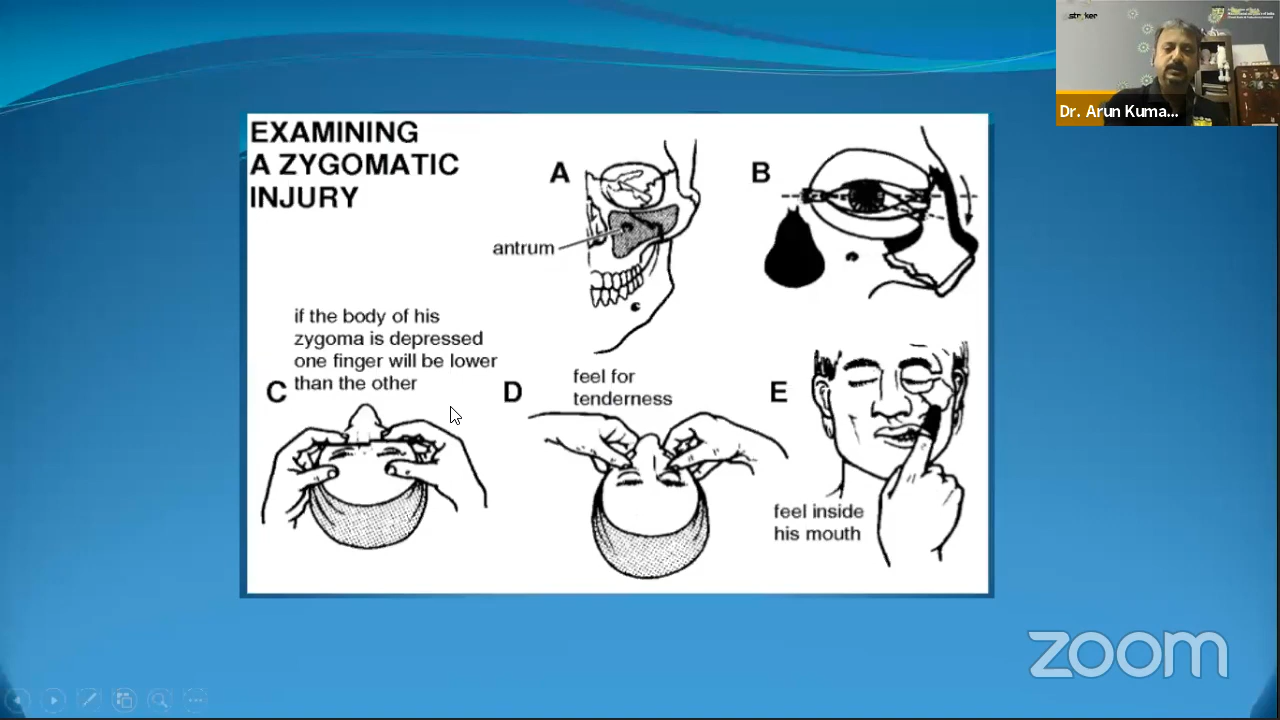 EXAMINING
A ZYGOMATIC
INJURY
A
antrum
B
if the body of his
zygoma is depressed
one finger will be lower
than the other
C
D
feel for
tenderness
E
feel inside
his mouth
stryker
Dr. Arun Kuma...
zoom